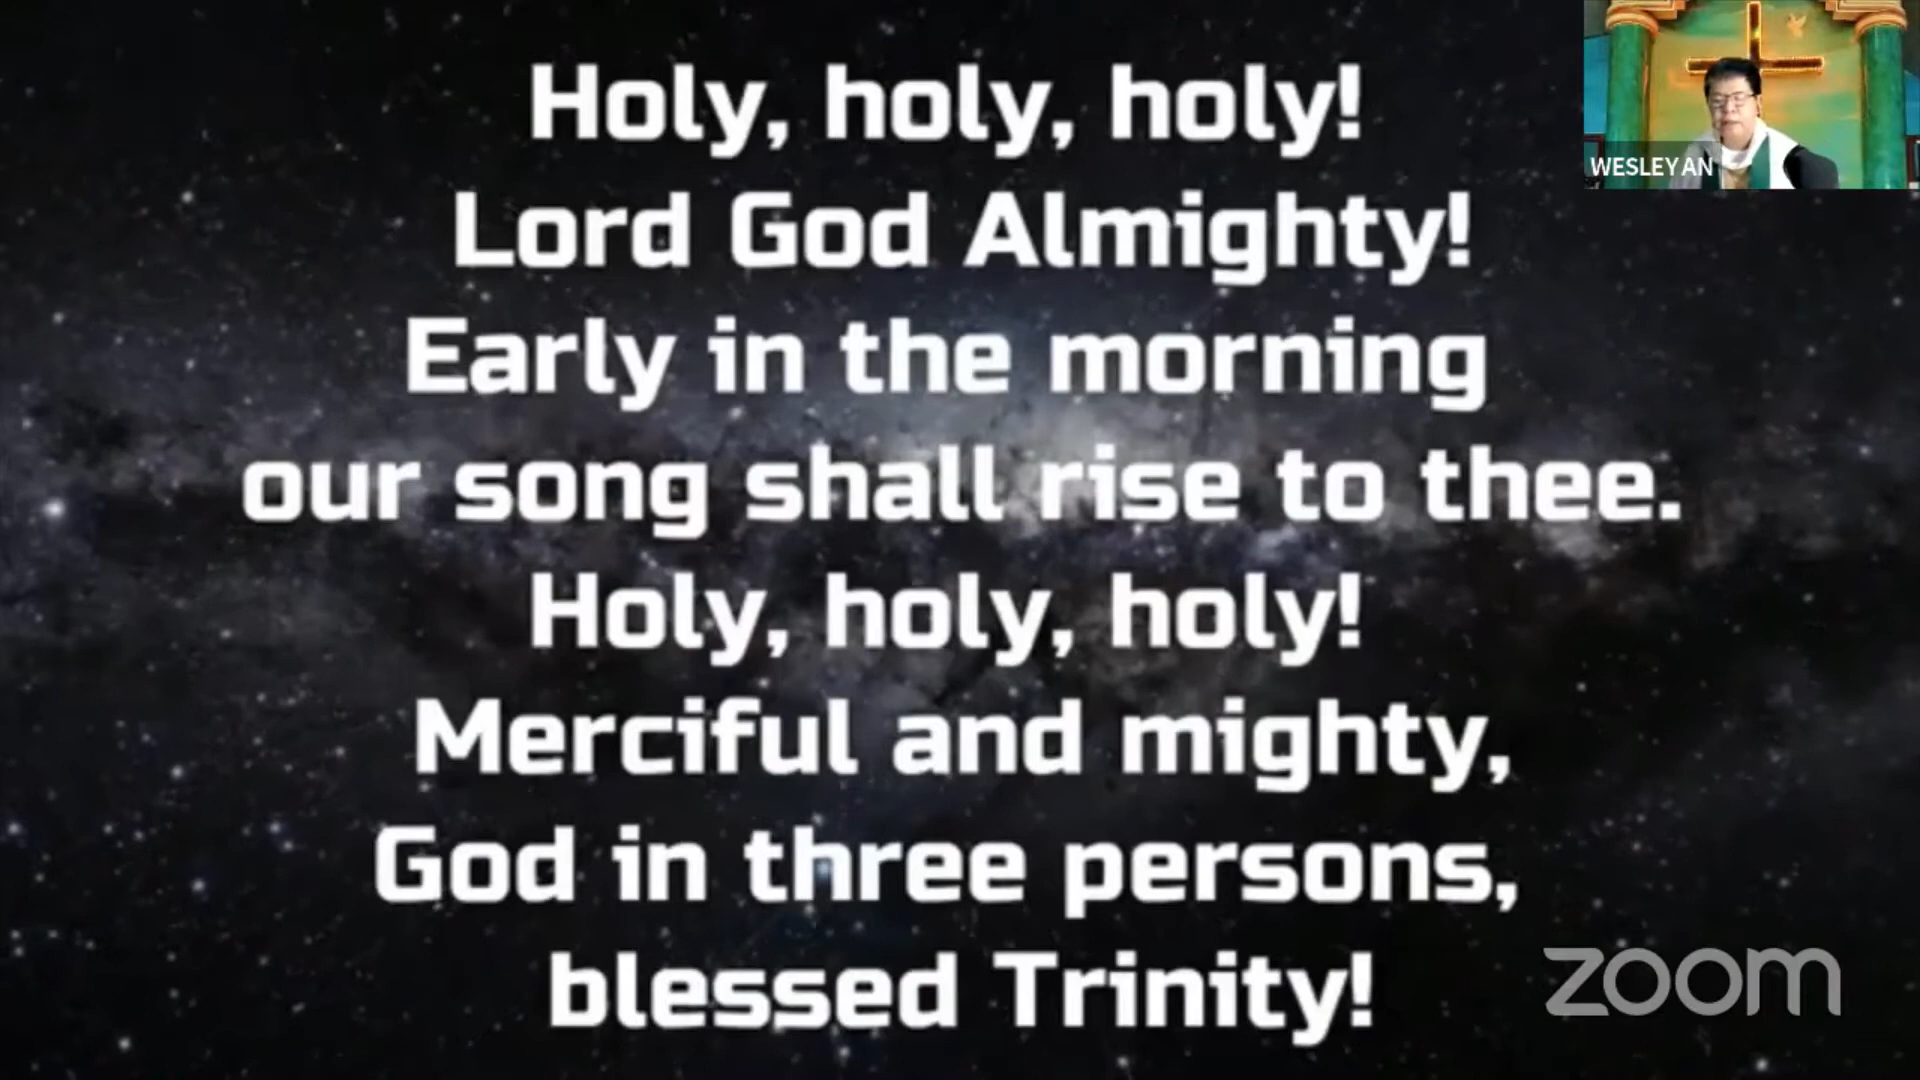 Holy, holy, holy!
Lord God Almighty!
Early in the morning
our song shall rise to thee.
Holy, holy, holy!
Merciful and mighty,
God in three persons,
blessed Trinity!
WESLEYAN
zoom